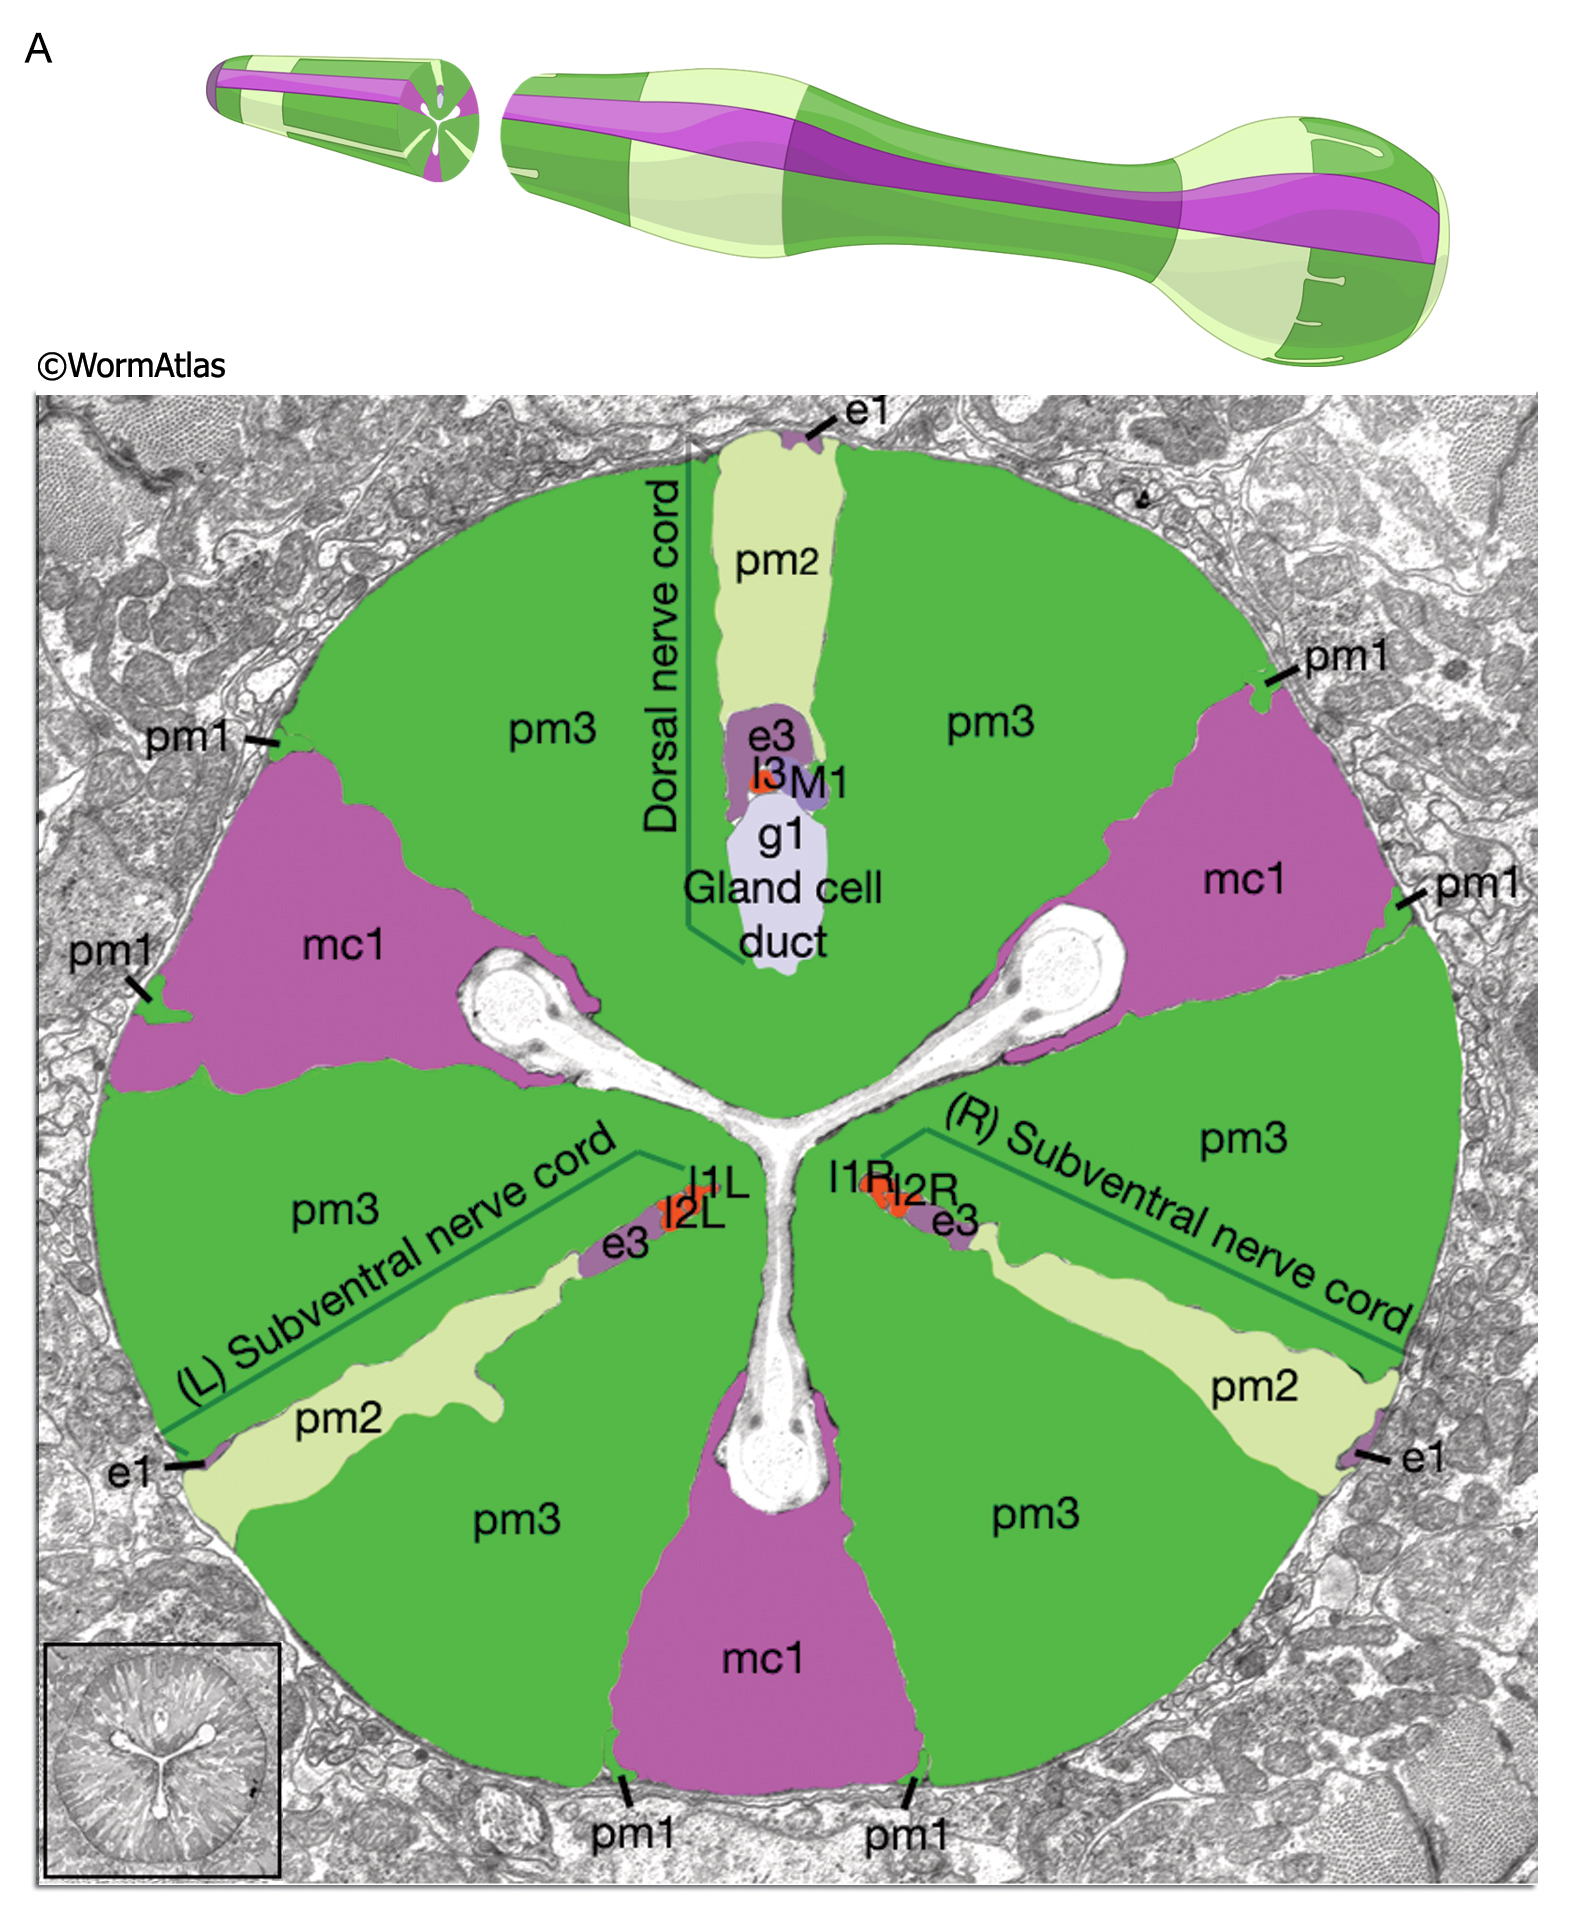 A
©WormAtlas
e1
Dorsal nerve cord
pm2
pm1
pm3
pm3
pm1
e3
I3
M1
g1
Gland cell
duct
mc1
pm1
mc1
pm1
(L) Subventral nerve cord
(R) Subventral nerve cord
pm3
I1L
I2L
I1R
I2R
e3
e3
pm3
pm2
pm2
e1
e1
pm3
pm3
mc1
pm1
pm1